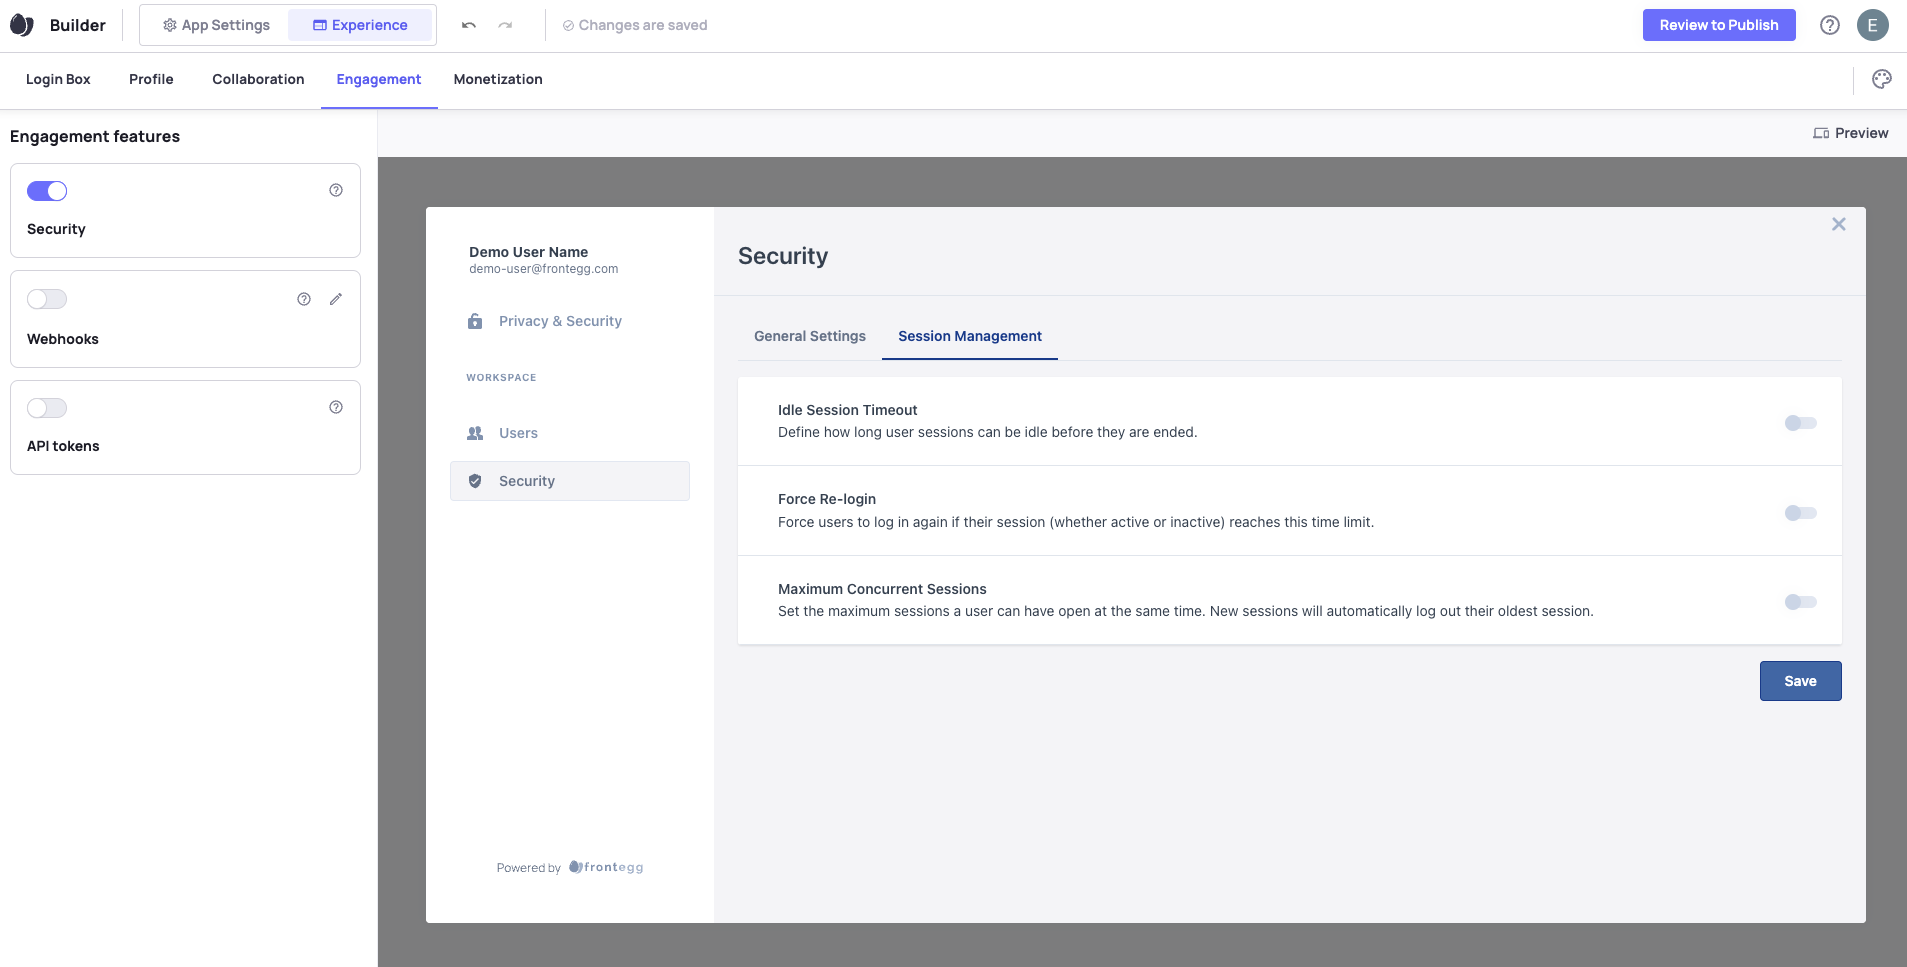 Builder
App Settings
Experience
Changes are saved
Review to Publish
E
Login Box
Profile
Collaboration
Engagement
Monetization
Engagement features
Preview
Security
Webhooks
API tokens
Demo User Name
demo-user@frontegg.com
Privacy & Security
WORKSPACE
Users
Security
Powered by frontegg
Security
General Settings
Session Management
Idle Session Timeout
Define how long user sessions can be idle before they are ended.
Force Re-login
Force users to log in again if their session (whether active or inactive) reaches this time limit.
Maximum Concurrent Sessions
Set the maximum sessions a user can have open at the same time. New sessions will automatically log out their oldest session.
Save